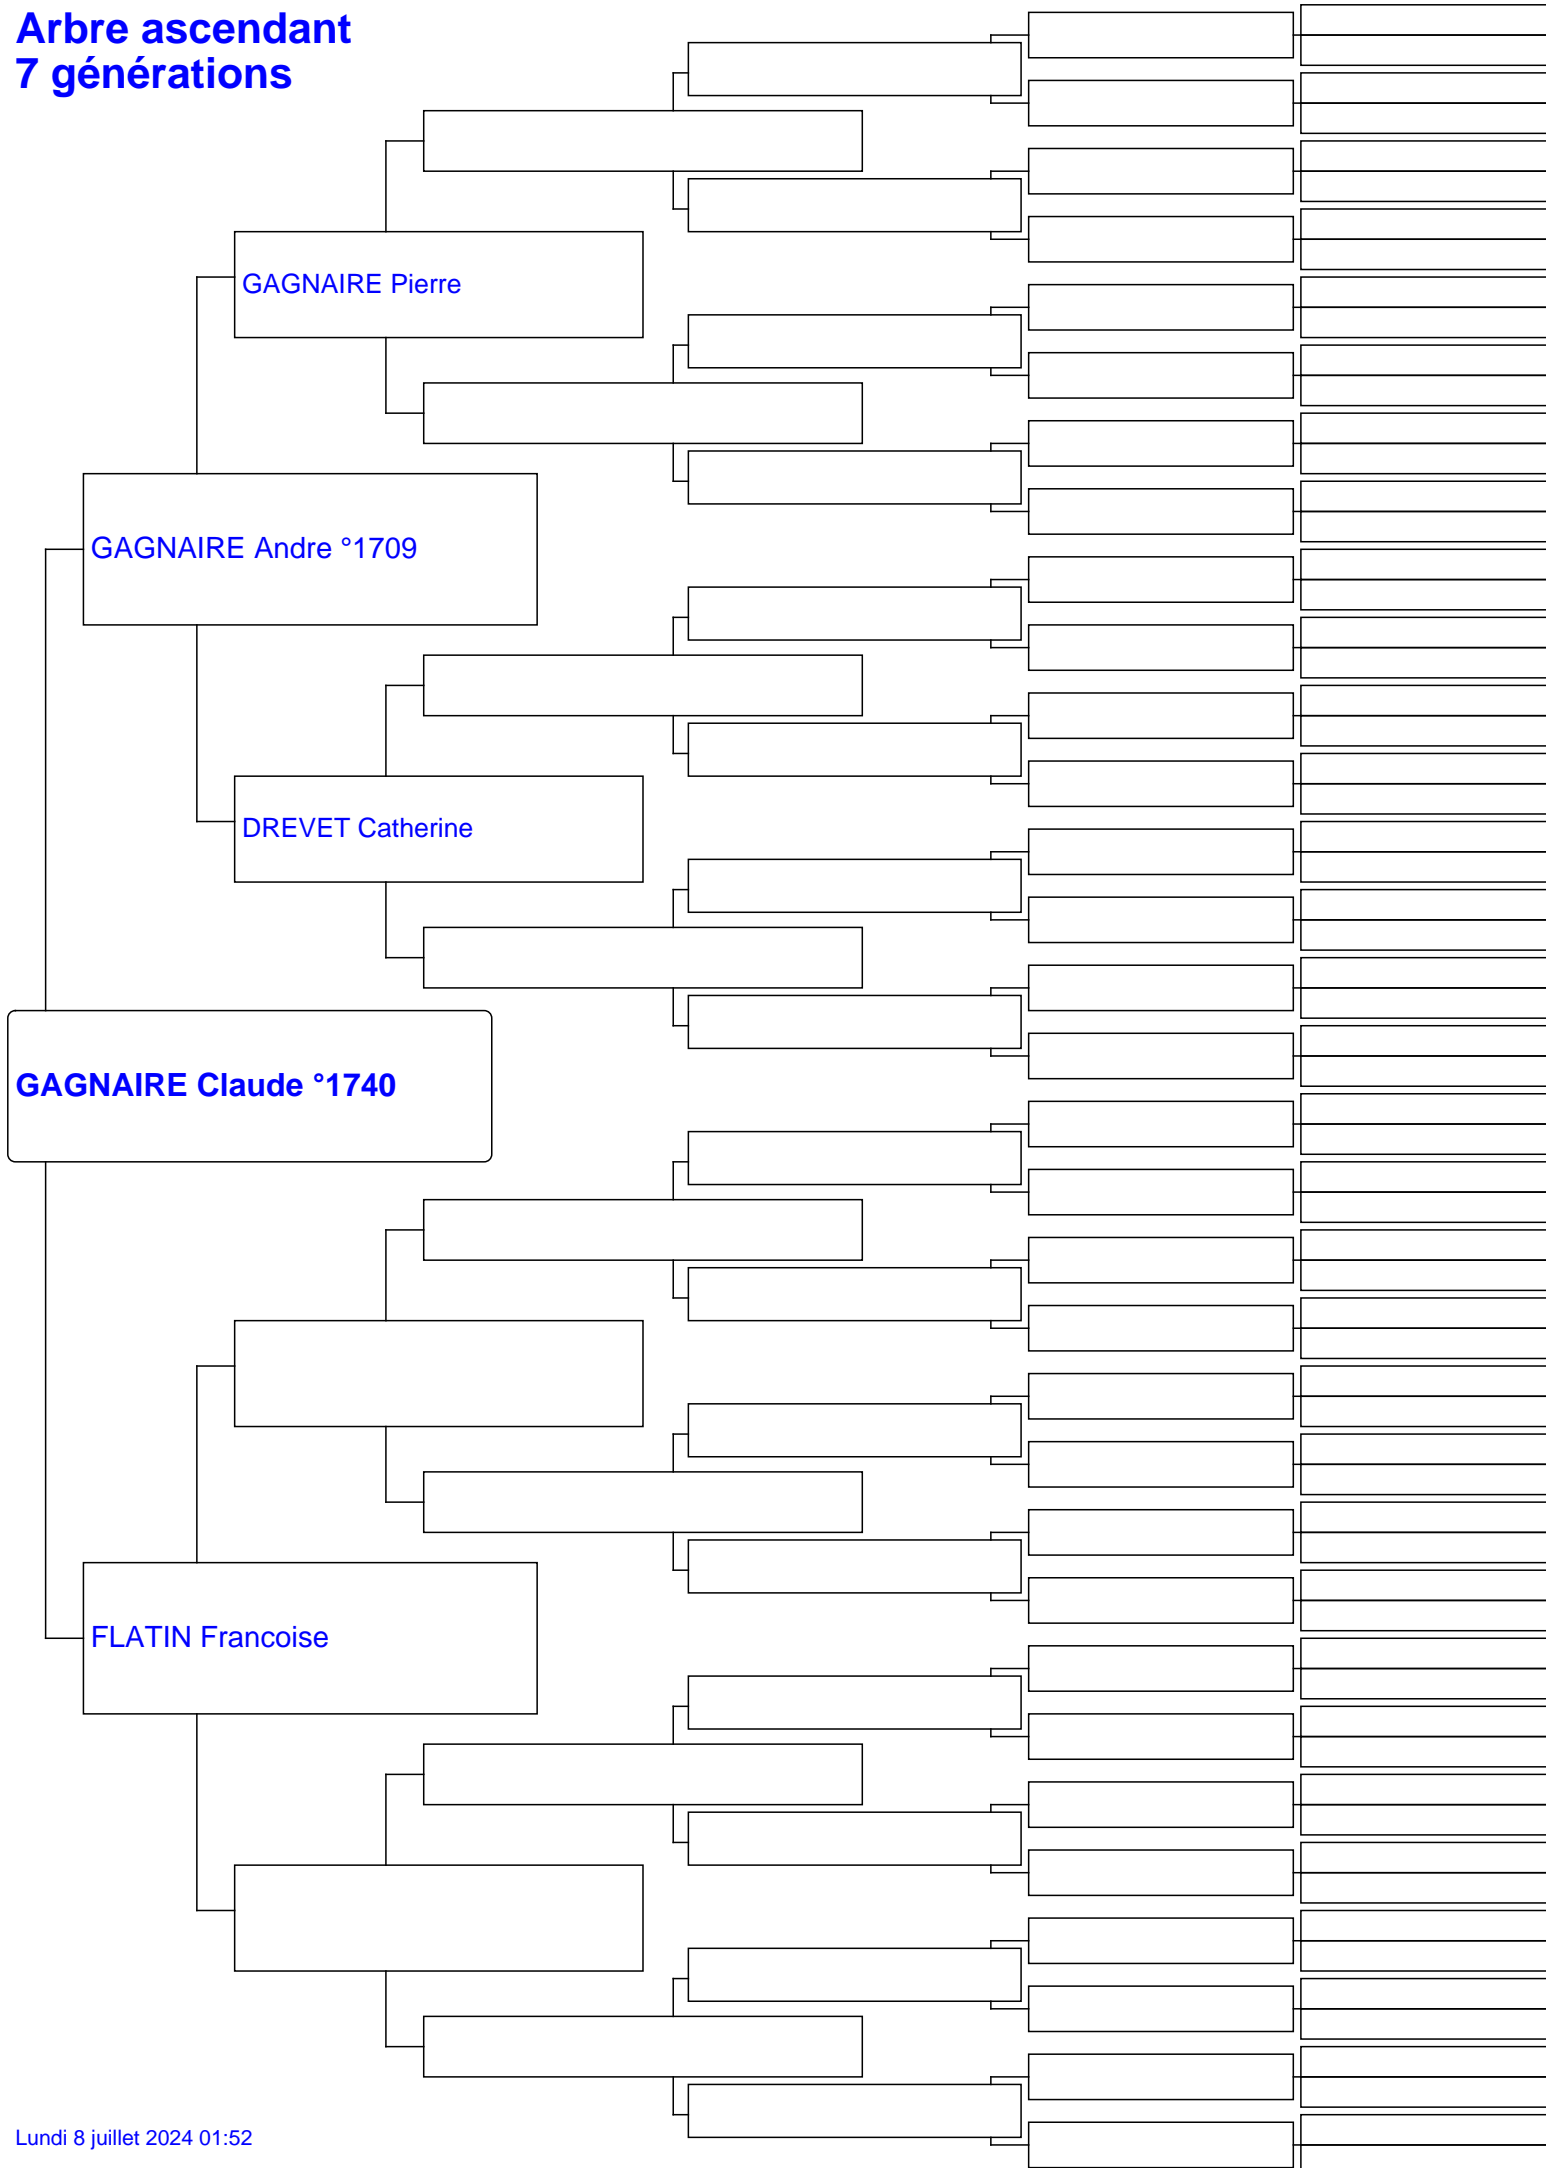 Arbre ascendant
7 générations
GAGNAIRE Pierre
GAGNAIRE Andre °1709
DREVET Catherine
GAGNAIRE Claude °1740
FLATIN Francoise
Lundi 8 juillet 2024 01:52